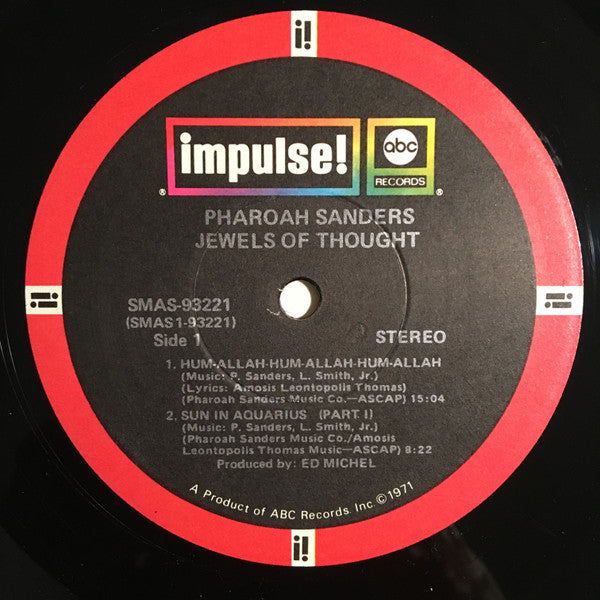 i!
impulse!
®
abc
RECORDS
®
PHAROAH SANDERS
JEWELS OF THOUGHT
SMAS-93221
(SMAS 1-93221)
Side 1
STEREO
1. HUM-ALLAH-HUM-ALLAH-HUM-ALLAH
(Music: P. Sanders, L. Smith, Jr.)
(Lyrics: Amosis Leontopolis Thomas)
(Pharoah Sanders Music Co.—ASCAP) 15:04
2. SUN IN AQUARIUS (PART I)
(Music: P. Sanders, L. Smith, Jr.)
(Pharoah Sanders Music Co./Amosis
Leontopolis Thomas Music—ASCAP) 8:22
Produced by: ED MICHEL
A Product of ABC Records, Inc. © 1971
i!
i!
i!